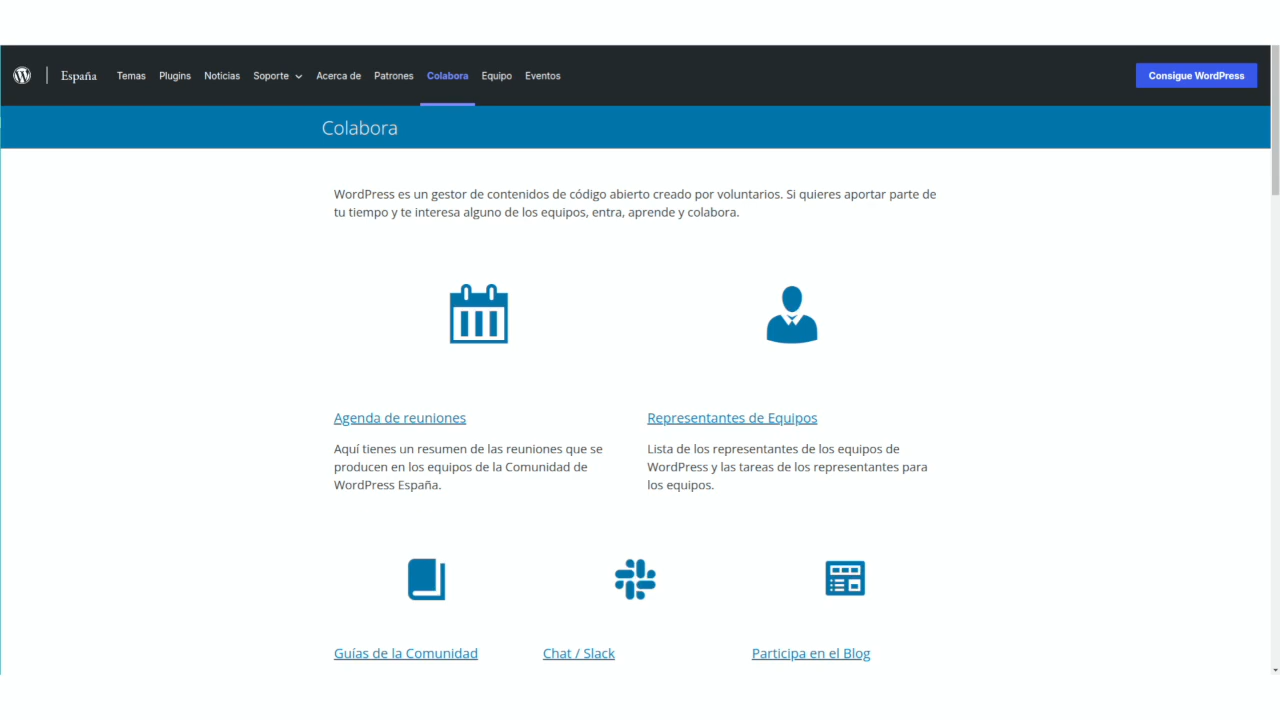 España Temas Plugins Noticias Soporte Acerca de Patrones Colabora Equipo Eventos Consigue WordPress
Colabora
WordPress es un gestor de contenidos de código abierto creado por voluntarios. Si quieres aportar parte de
tu tiempo y te interesa alguno de los equipos, entra, aprende y colabora.
Agenda de reuniones
Aquí tienes un resumen de las reuniones que se
producen en los equipos de la Comunidad de
WordPress España.
Representantes de Equipos
Lista de los representantes de los equipos de
WordPress y las tareas de los representantes para
los equipos.
Guías de la Comunidad
Chat / Slack
Participa en el Blog